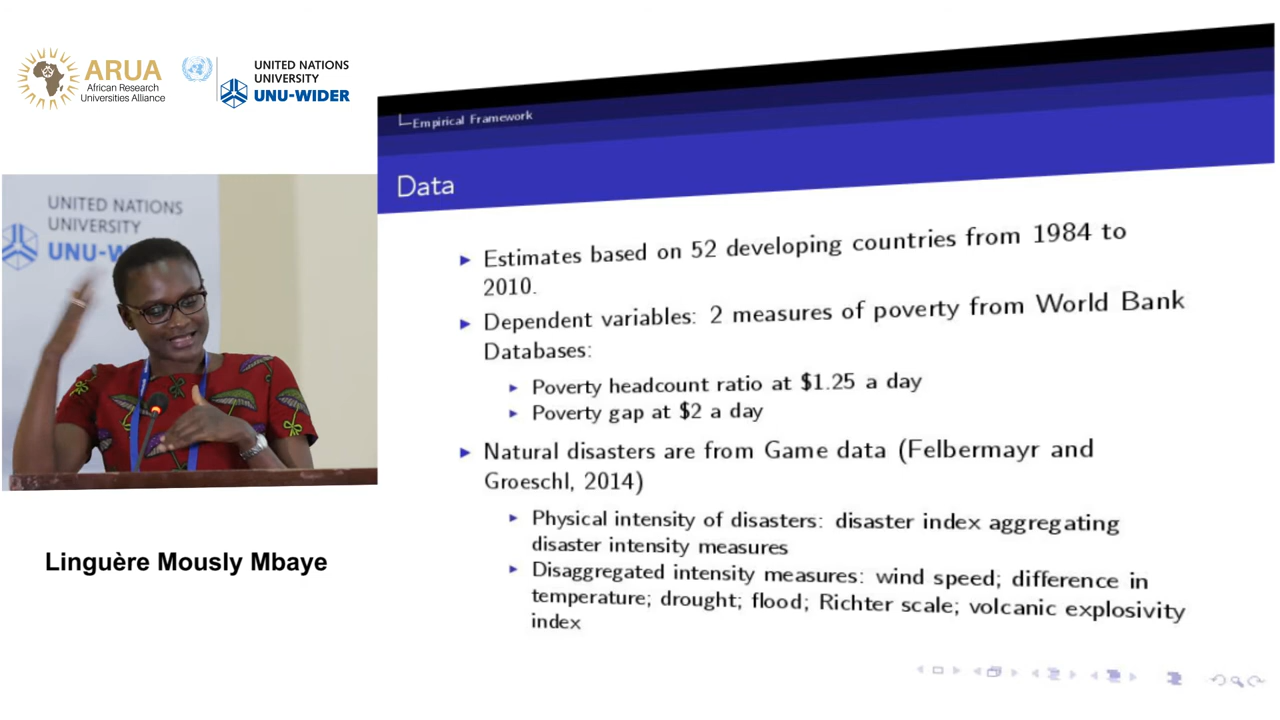 ARUA
African Research
Universities Alliance
UNITED NATIONS
UNIVERSITY
UNU-WIDER
UNITED NATIONS
UNIVERSITY
UNU-W
Linguère Mously Mbaye
Empirical Framework
Data
Estimates based on 52 developing countries from 1984 to
2010.
Dependent variables: 2 measures of poverty from World Bank
Databases:
Poverty headcount ratio at $1.25 a day
Poverty gap at $2 a day
Natural disasters are from Game data (Felbermayr and
Groeschl, 2014)
Physical intensity of disasters: disaster index aggregating
disaster intensity measures
Disaggregated intensity measures: wind speed; difference in
temperature; drought; flood; Richter scale; volcanic explosivity
index